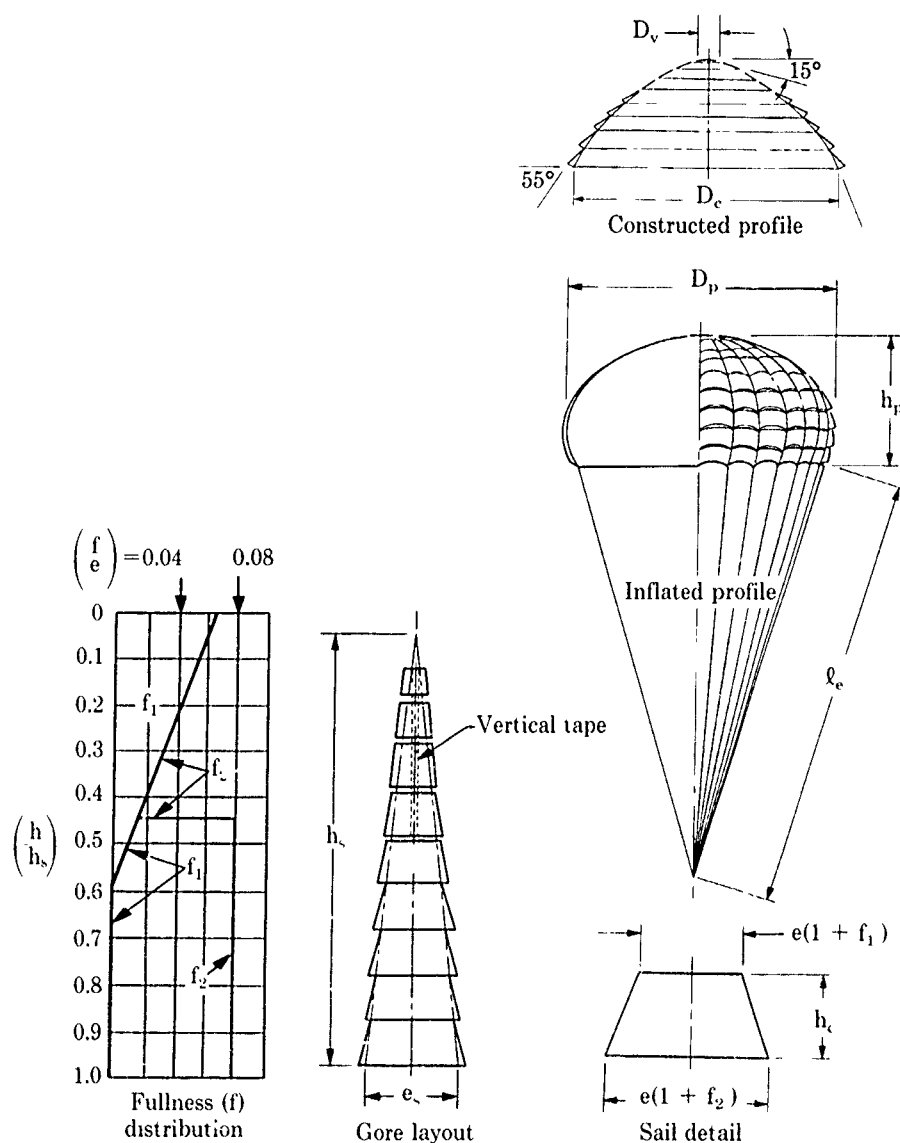 D_v
15°
55°
D_c
Constructed profile
D_p
h_p
(f/e) = 0.04 0.08
0
0.1
0.2
0.3
0.4
0.5
0.6
0.7
0.8
0.9
1.0
(h/h_s)
f_1
f_2
f_1
f_2
Fullness (f)
distribution
h_s
Vertical tape
e_s
Gore layout
Inflated profile
ℓ_e
e(1 + f_1)
h_c
e(1 + f_2)
Sail detail